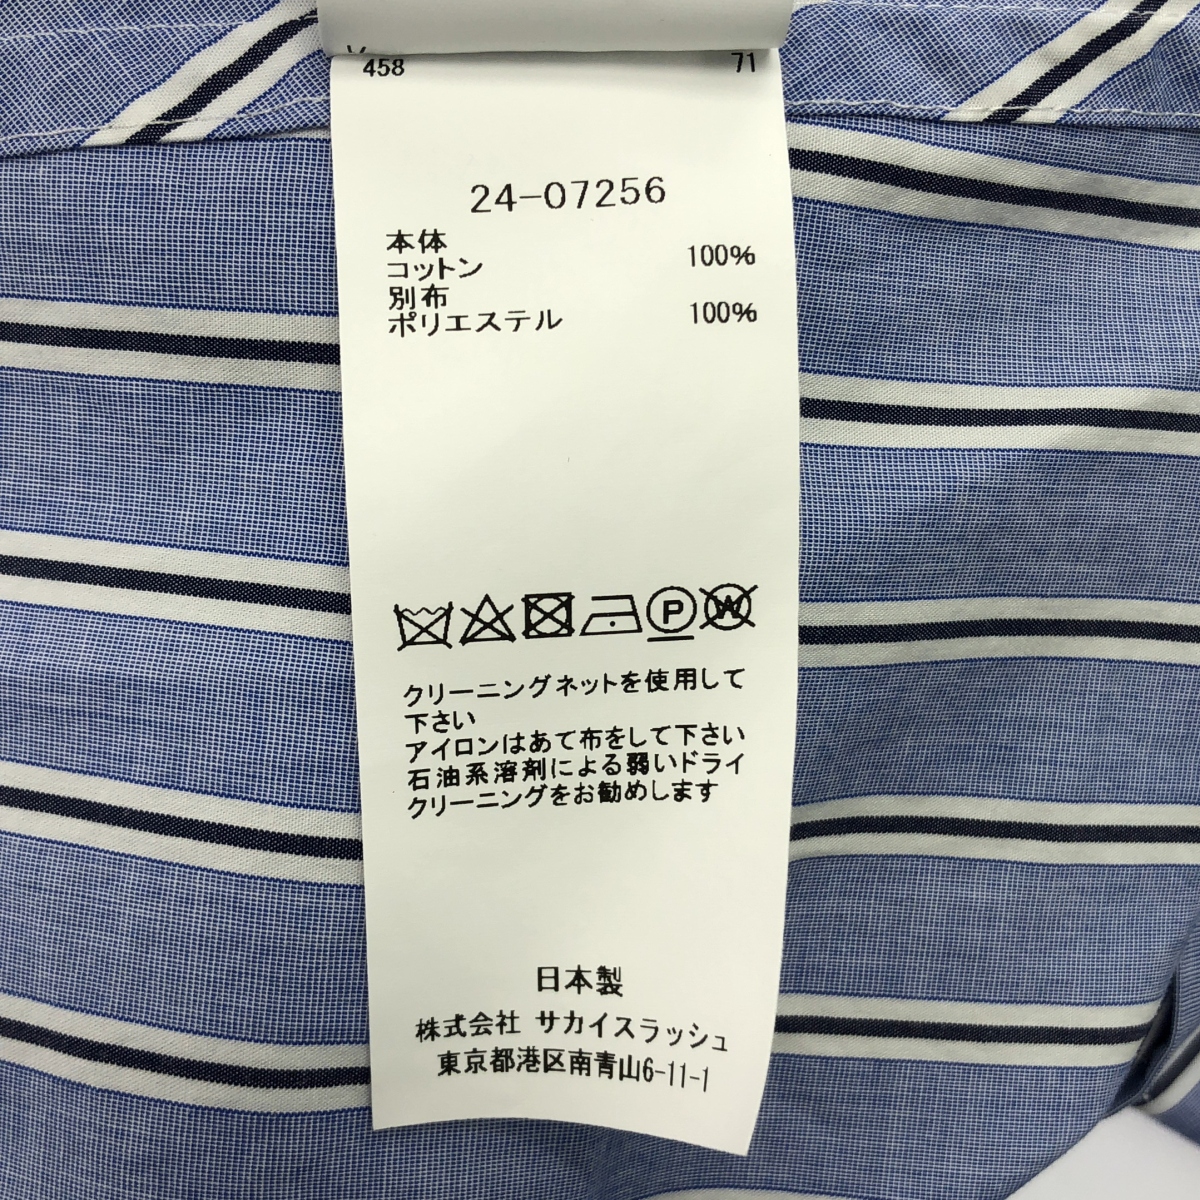 458 71
24-07256
本体
コットン 100%
別布
ポリエステル 100%
P W
クリーニングネットを使用して
下さい
アイロンはあて布をして下さい
石油系溶剤による弱いドライ
クリーニングをお勧めします
日本製
株式会社 サカイスラッシュ
東京都港区南青山6-11-1